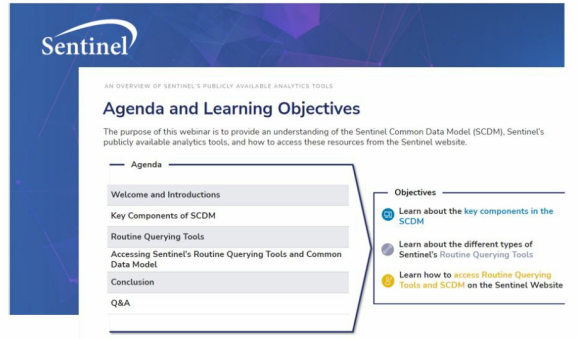 Sentinel
AN OVERVIEW OF SENTINEL'S PUBLICLY AVAILABLE ANALYTICS TOOLS
Agenda and Learning Objectives
The purpose of this webinar is to provide an understanding of the Sentinel Common Data Model (SCDM), Sentinel's
publicly available analytics tools, and how to access these resources from the Sentinel website.
Agenda
Welcome and Introductions
Key Components of SCDM
Routine Querying Tools
Accessing Sentinel's Routine Querying Tools and Common
Data Model
Conclusion
Q&A
Objectives
Learn about the key components in the
SCDM
Learn about the different types of
Sentinel's Routine Querying Tools
Learn how to access Routine Querying
Tools and SCDM on the Sentinel Website